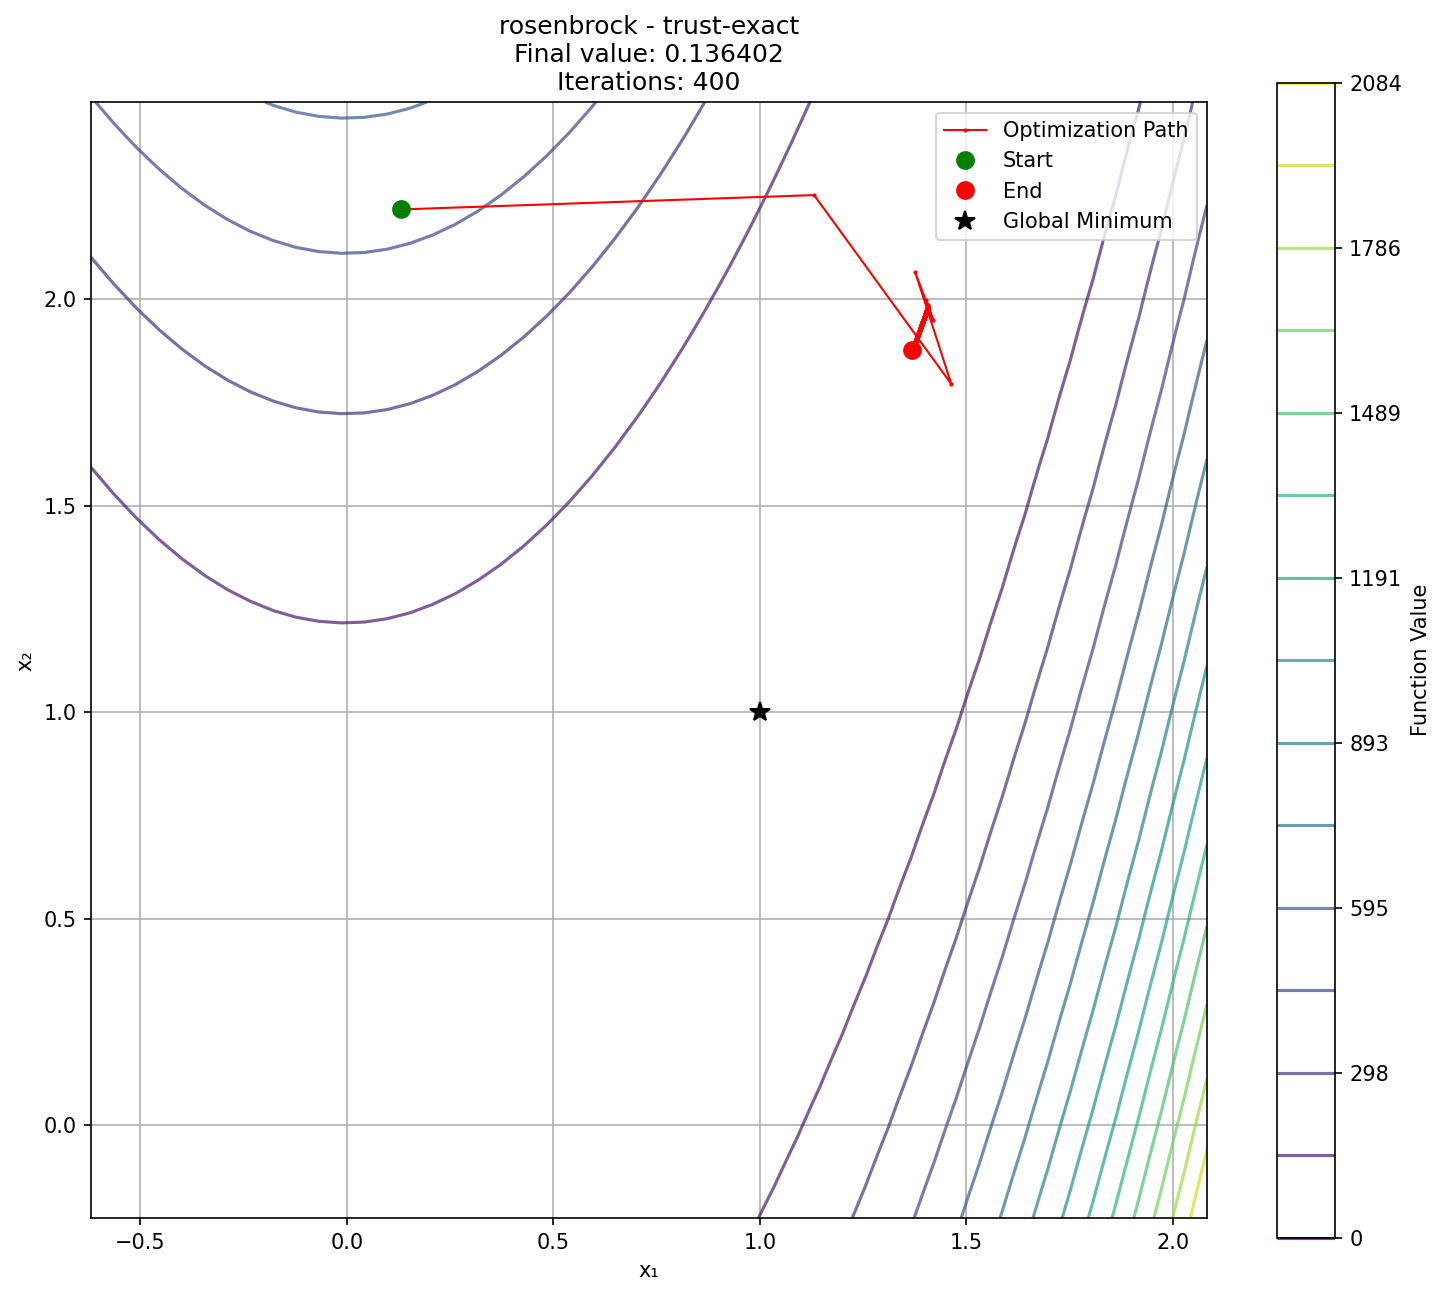 rosenbrock - trust-exact
Final value: 0.136402
Iterations: 400
Optimization Path
Start
End
Global Minimum
2.0
1.5
1.0
0.5
0.0
−0.5
0.0
0.5
1.0
1.5
2.0
x₁
x₂
2084
1786
1489
1191
893
595
298
0
Function Value